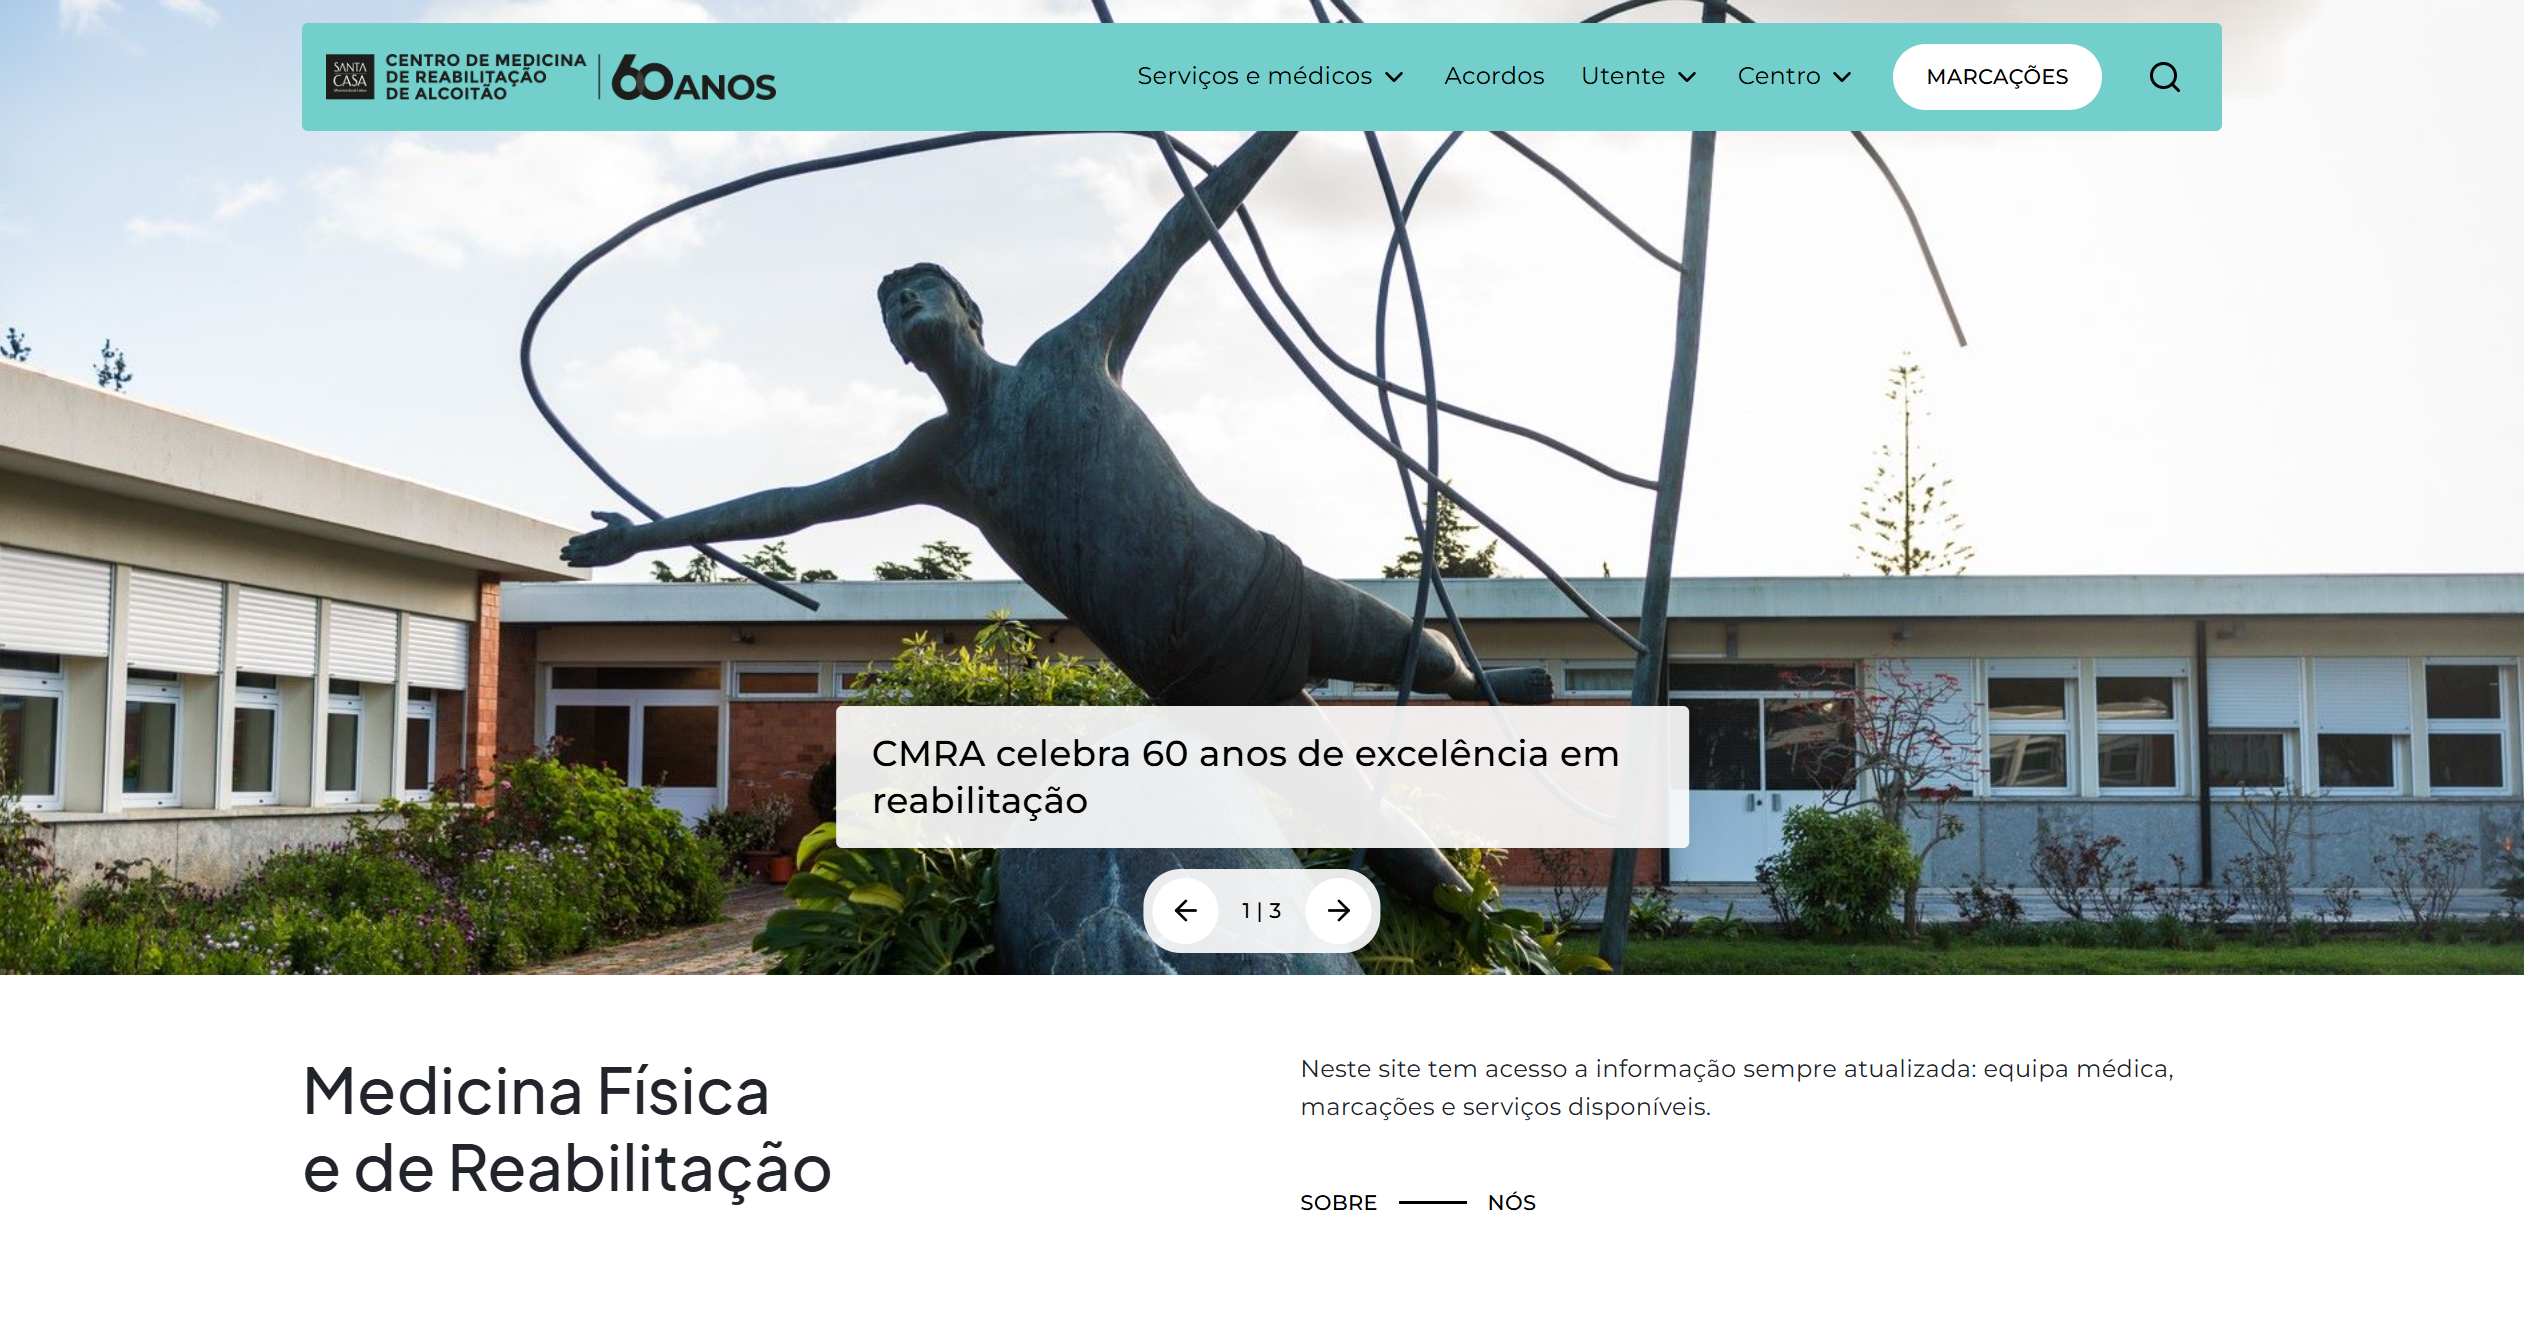 SANTA
CASA
CENTRO DE MEDICINA
DE REABILITAÇÃO
DE ALCOITÃO
60 ANOS
Serviços e médicos
Acordos
Utente
Centro
MARCAÇÕES
CMRA celebra 60 anos de excelência em
reabilitação
1 | 3
Medicina Física
e de Reabilitação
Neste site tem acesso a informação sempre atualizada: equipa médica,
marcações e serviços disponíveis.
SOBRE
NÓS